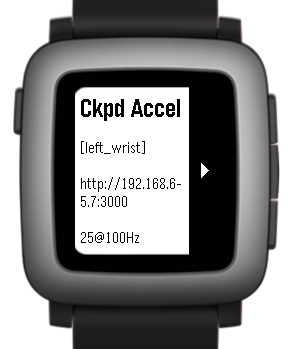 Ckpd Accel
[left_wrist]
http://192.168.6-
5.7:3000
25@100Hz